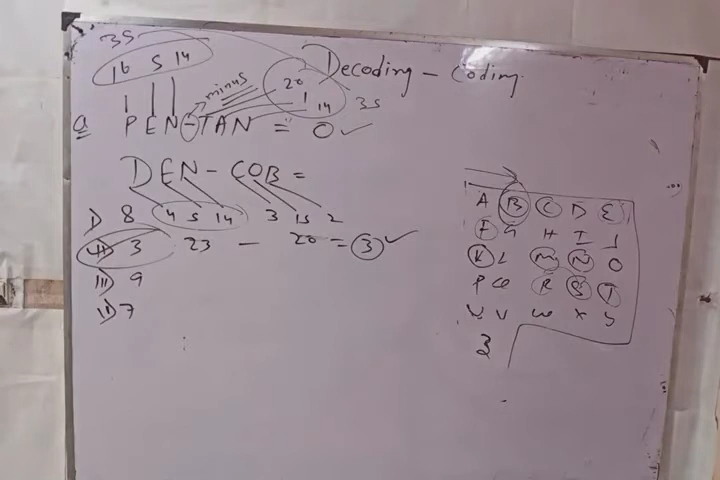 35
16 5 14
Decoding - Coding
minus
20
1 14 35
Q PEN - TAN = 0 ✓
DEN - COB =
I) 8 4 5 14 3 15 2
II) 3 23 - 20 = 3 ✓
III) 9
7
A B C D E
F G H I J
K L M N O
P Q R S T
U V W X Y
Z